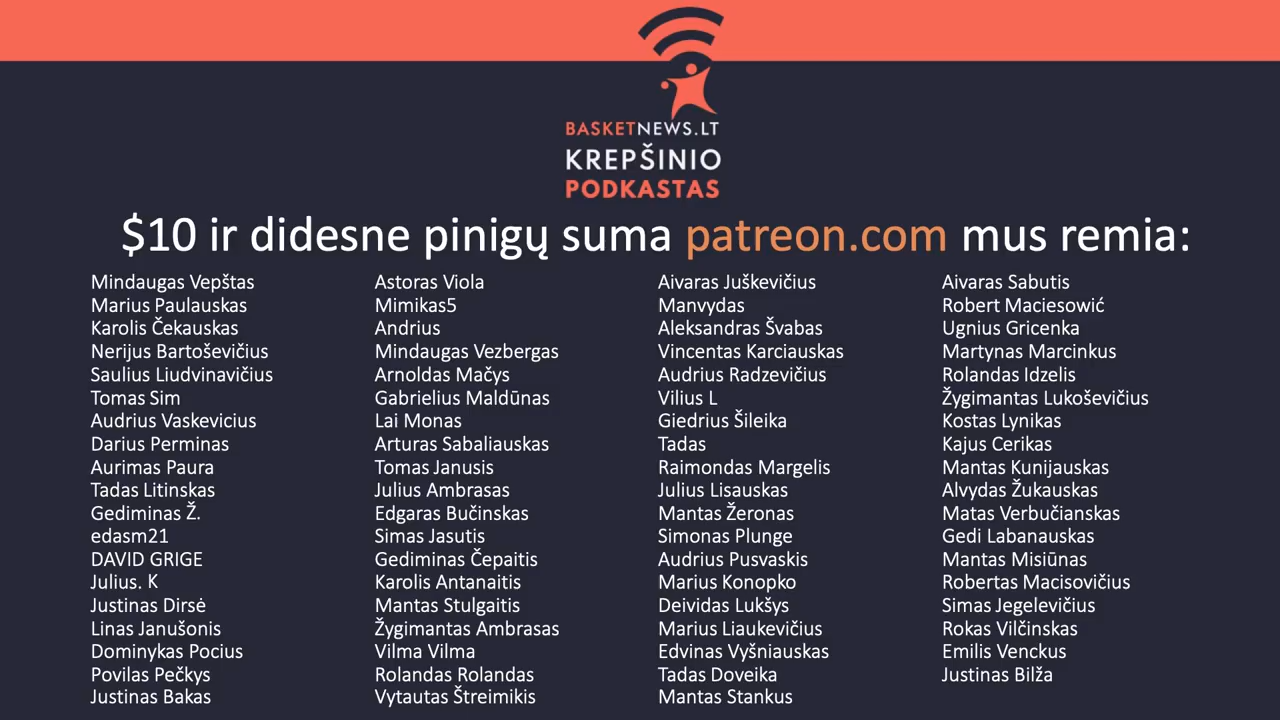 BASKETNEWS.LT
KREPŠINIO
PODKASTAS
$10 ir didesne pinigų suma patreon.com mus remia:
Mindaugas Vepštas
Marius Paulauskas
Karolis Čekauskas
Nerijus Bartoševičius
Saulius Liudvinavičius
Tomas Sim
Audrius Vaskevicius
Darius Perminas
Aurimas Paura
Tadas Litinskas
Gediminas Ž.
edasm21
DAVID GRIGE
Julius. K
Justinas Dirsė
Linas Janušonis
Dominykas Pocius
Povilas Pečkys
Justinas Bakas
Astoras Viola
Mimikas5
Andrius
Mindaugas Vezbergas
Arnoldas Mačys
Gabrielius Maldūnas
Lai Monas
Arturas Sabaliauskas
Tomas Janusis
Julius Ambrasas
Edgaras Bučinskas
Simas Jasutis
Gediminas Čepaitis
Karolis Antanaitis
Mantas Stulgaitis
Žygimantas Ambrasas
Vilma Vilma
Rolandas Rolandas
Vytautas Štreimikis
Aivaras Juškevičius
Manvydas
Aleksandras Švabas
Vincentas Karciauskas
Audrius Radzevičius
Vilius L
Giedrius Šileika
Tadas
Raimondas Margelis
Julius Lisauskas
Mantas Žeronas
Simonas Plunge
Audrius Pusvaskis
Marius Konopko
Deividas Lukšys
Marius Liaukevičius
Edvinas Vyšniauskas
Tadas Doveika
Mantas Stankus
Aivaras Sabutis
Robert Maciesowić
Ugnius Gricenka
Martynas Marcinkus
Rolandas Idzelis
Žygimantas Lukoševičius
Kostas Lynikas
Kajus Cerikas
Mantas Kunijauskas
Alvydas Žukauskas
Matas Verbučianskas
Gedi Labanauskas
Mantas Misiūnas
Robertas Macisovičius
Simas Jegelevičius
Rokas Vilčinskas
Emilis Venckus
Justinas Bilža